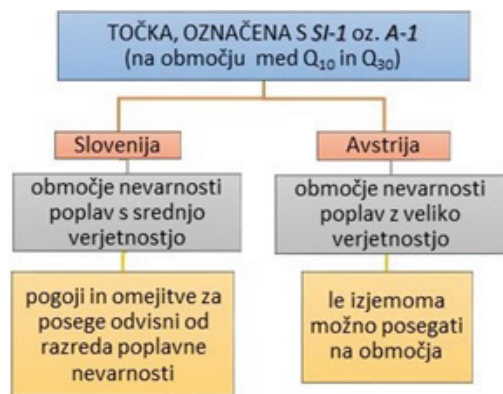 TOČKA, OZNAČENA S SI-1 oz. A-1
(na območju med Q10 in Q30)
Slovenija
Avstrija
območje nevarnosti
poplav s srednjo
verjetnostjo
območje nevarnosti
poplav z veliko
verjetnostjo
pogoji in omejitve za
posege odvisni od
razreda poplavne
nevarnosti
le izjemoma
možno posegati
na območja